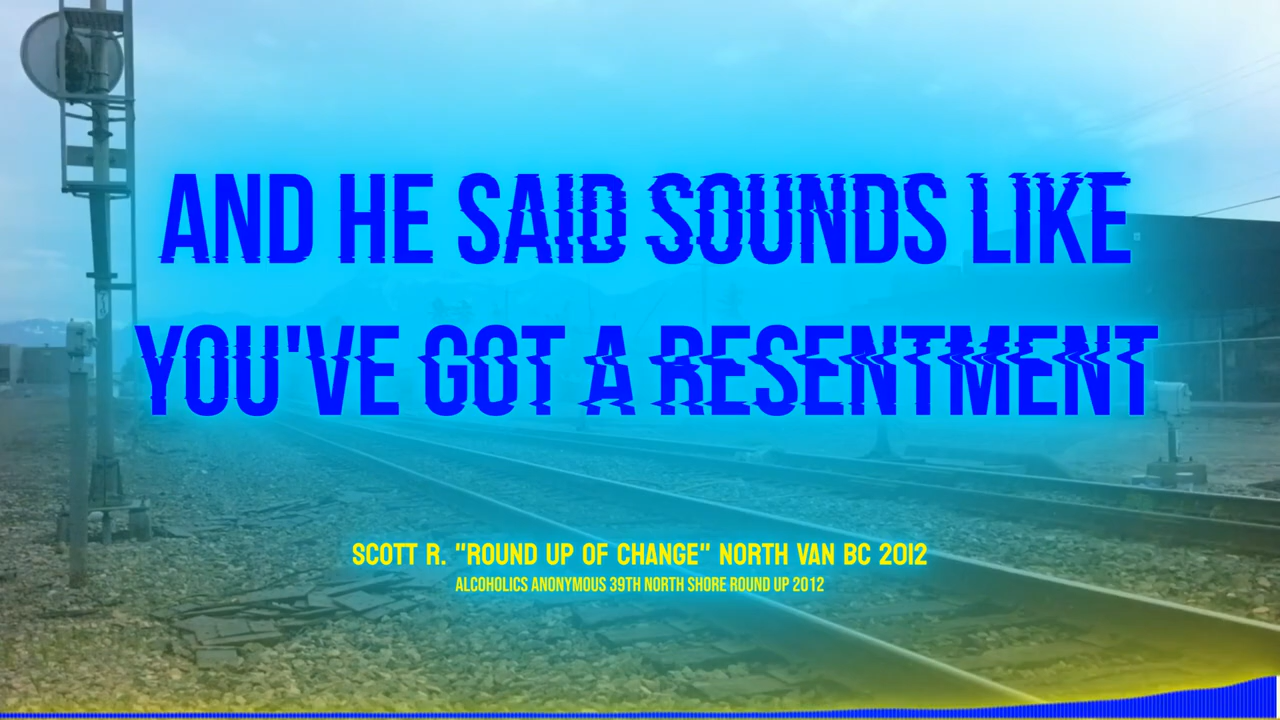 AND HE SAID SOUNDS LIKE
YOU'VE GOT A RESENTMENT
SCOTT R. "ROUND UP OF CHANGE" NORTH VAN BC 2012
ALCOHOLICS ANONYMOUS 39TH NORTH SHORE ROUND UP 2012